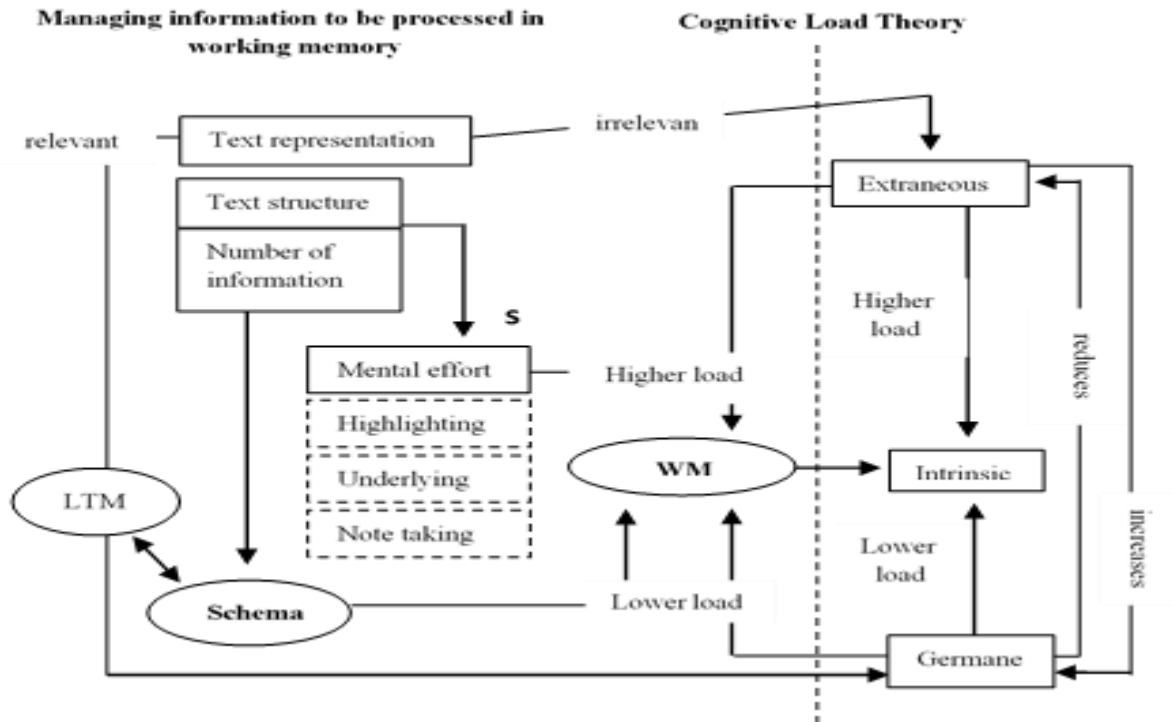 Managing information to be processed in
working memory
Cognitive Load Theory
relevant
Text representation
irrelevan
Extraneous
Text structure
Number of
information
Higher
load
s
reduces
Mental effort
Higher load
Highlighting
Underlying
WM
Intrinsic
LTM
Note taking
increases
Lower
load
Schema
Lower load
Germane